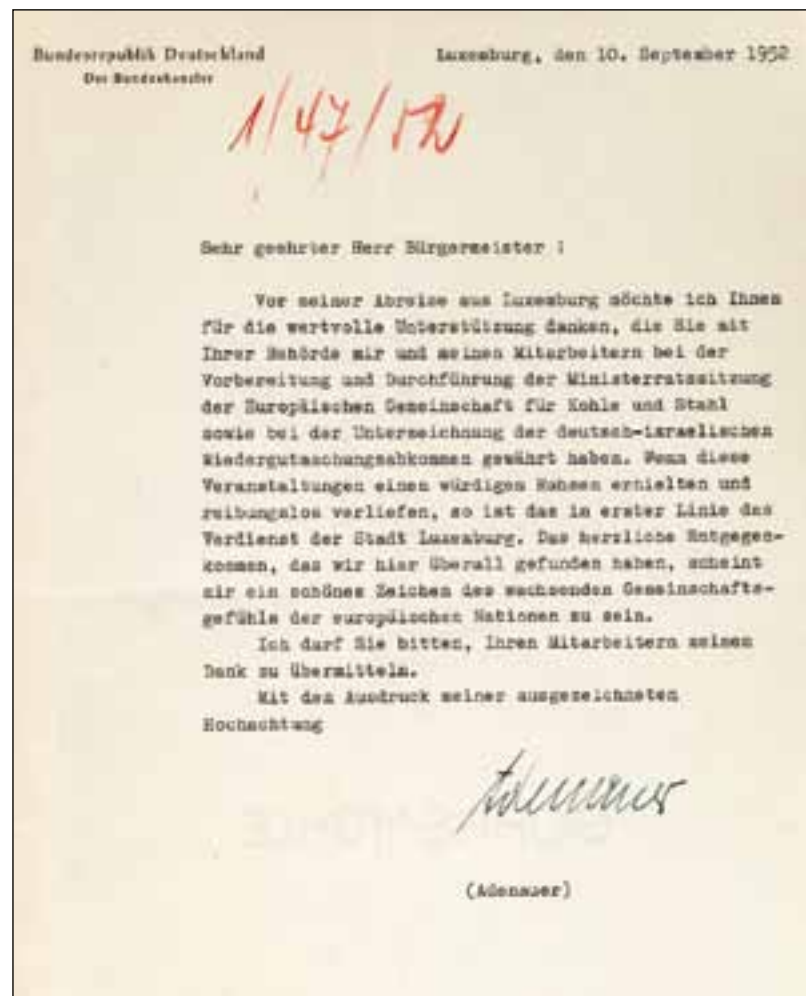 Bundesrepublik Deutschland
Der Bundeskanzler
Luxemburg, den 10. September 1952
1/47/52
Sehr geehrter Herr Bürgermeister !
Vor meiner Abreise aus Luxemburg möchte ich Ihnen
für die wertvolle Unterstützung danken, die Sie mit
Ihrer Behörde mir und meinen Mitarbeitern bei der
Vorbereitung und Durchführung der Ministerratssitzung
der Europäischen Gemeinschaft für Kohle und Stahl
sowie bei der Unterzeichnung der deutsch-israelischen
Wiedergutmachungsabkommen gewährt haben. Wenn diese
Veranstaltungen einen würdigen Rahmen erhielten und
reibungslos verliefen, so ist das in erster Linie das
Verdienst der Stadt Luxemburg. Das herzliche Entgegen-
kommen, das wir hier überall gefunden haben, scheint
mir ein schönes Zeichen des wachsenden Gemeinschafts-
gefühls der europäischen Nationen zu sein.
Ich darf Sie bitten, Ihren Mitarbeitern meinen
Dank zu übermitteln.
Mit dem Ausdruck meiner ausgezeichneten
Hochachtung
Adenauer
(Adenauer)